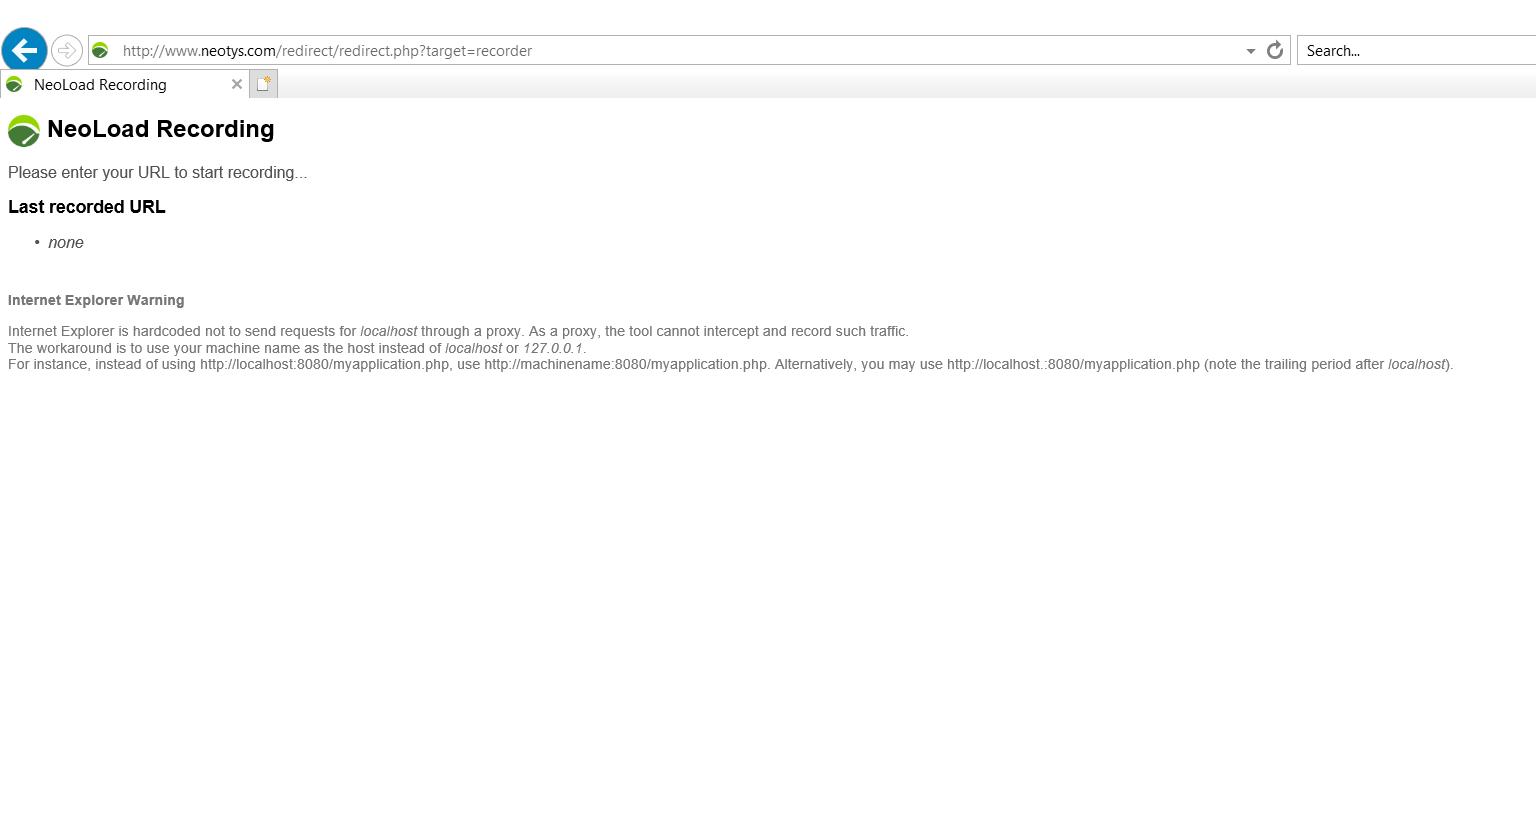 http://www.neotys.com/redirect/redirect.php?target=recorder
Search...
NeoLoad Recording
NeoLoad Recording
Please enter your URL to start recording...
Last recorded URL
• none
Internet Explorer Warning
Internet Explorer is hardcoded not to send requests for localhost through a proxy. As a proxy, the tool cannot intercept and record such traffic.
The workaround is to use your machine name as the host instead of localhost or 127.0.0.1.
For instance, instead of using http://localhost:8080/myapplication.php, use http://machinename:8080/myapplication.php. Alternatively, you may use http://localhost.:8080/myapplication.php (note the trailing period after localhost).